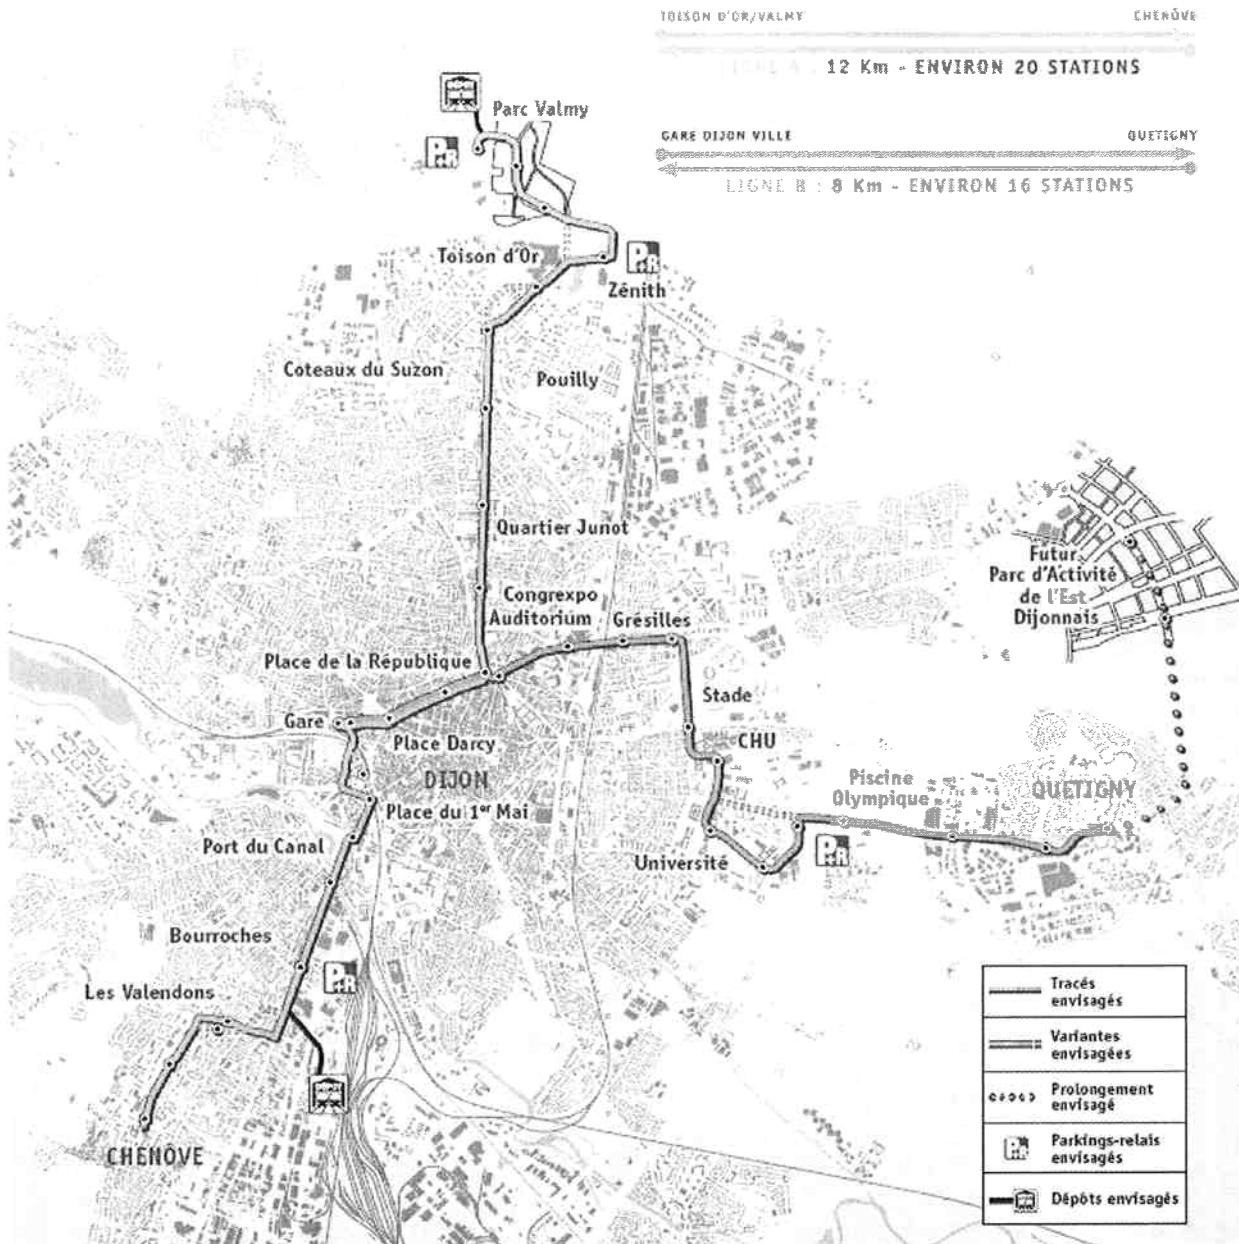 TOISON D'OR/VALMY
CHENÔVE
LIGNE A : 12 Km - ENVIRON 20 STATIONS
GARE DIJON VILLE
QUETIGNY
LIGNE B : 8 Km - ENVIRON 16 STATIONS
Parc Valmy
P+R
Toison d'Or
P+R
Zénith
Coteaux du Suzon
Pouilly
Quartier Junot
Futur
Parc d'Activité
de l'Est
Dijonnais
Congrexpo
Auditorium
Grésilles
Place de la République
Stade
Gare
Place Darcy
CHU
DIJON
Piscine
Olympique
QUETIGNY
Place du 1er Mai
Port du Canal
Université
P+R
Bourroches
P+R
Les Valendons
CHENÔVE
Tracés
envisagés
Variantes
envisagées
Prolongement
envisagé
P+R
Parkings-relais
envisagés
Dépôts envisagés